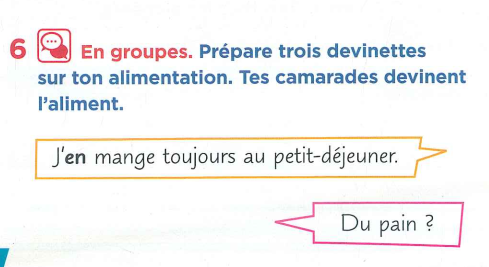 6 En groupes. Prépare trois devinettes
sur ton alimentation. Tes camarades devinent
l'aliment.
J'en mange toujours au petit-déjeuner.
Du pain ?